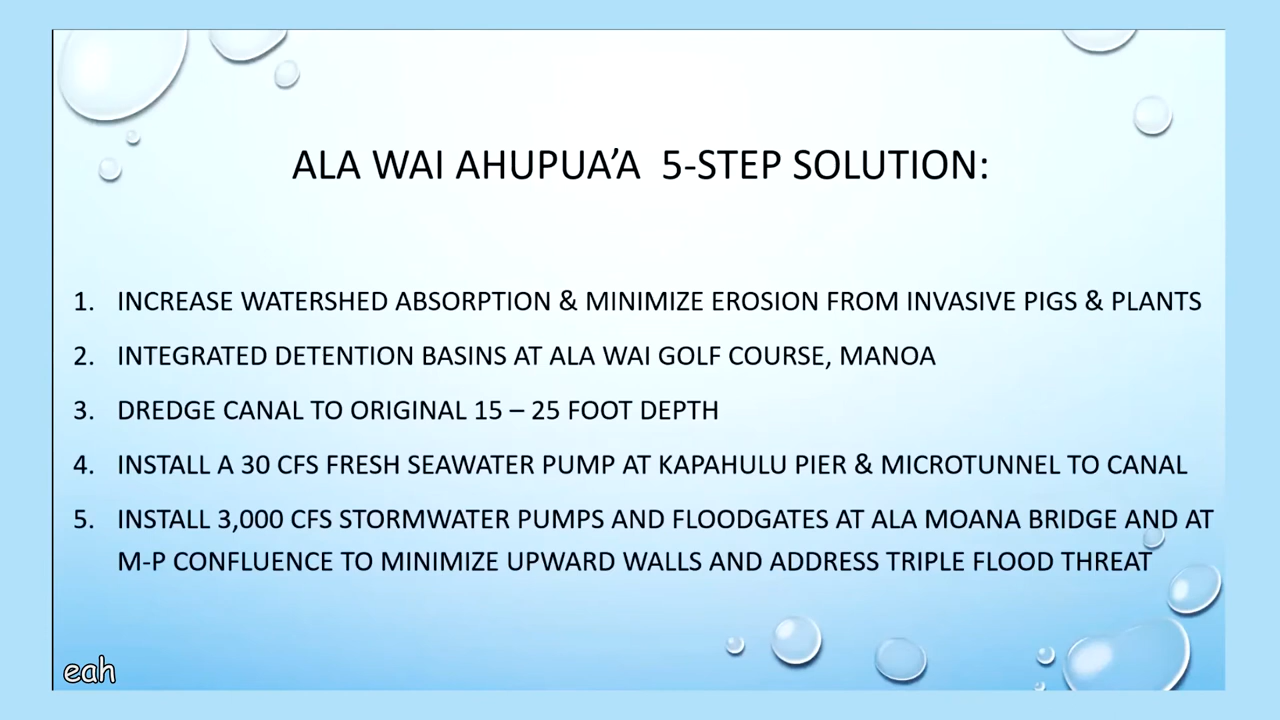 ALA WAI AHUPUA’A  5-STEP SOLUTION:
1. INCREASE WATERSHED ABSORPTION & MINIMIZE EROSION FROM INVASIVE PIGS & PLANTS
2. INTEGRATED DETENTION BASINS AT ALA WAI GOLF COURSE, MANOA
3. DREDGE CANAL TO ORIGINAL 15 – 25 FOOT DEPTH
4. INSTALL A 30 CFS FRESH SEAWATER PUMP AT KAPAHULU PIER & MICROTUNNEL TO CANAL
5. INSTALL 3,000 CFS STORMWATER PUMPS AND FLOODGATES AT ALA MOANA BRIDGE AND AT
M-P CONFLUENCE TO MINIMIZE UPWARD WALLS AND ADDRESS TRIPLE FLOOD THREAT
eah